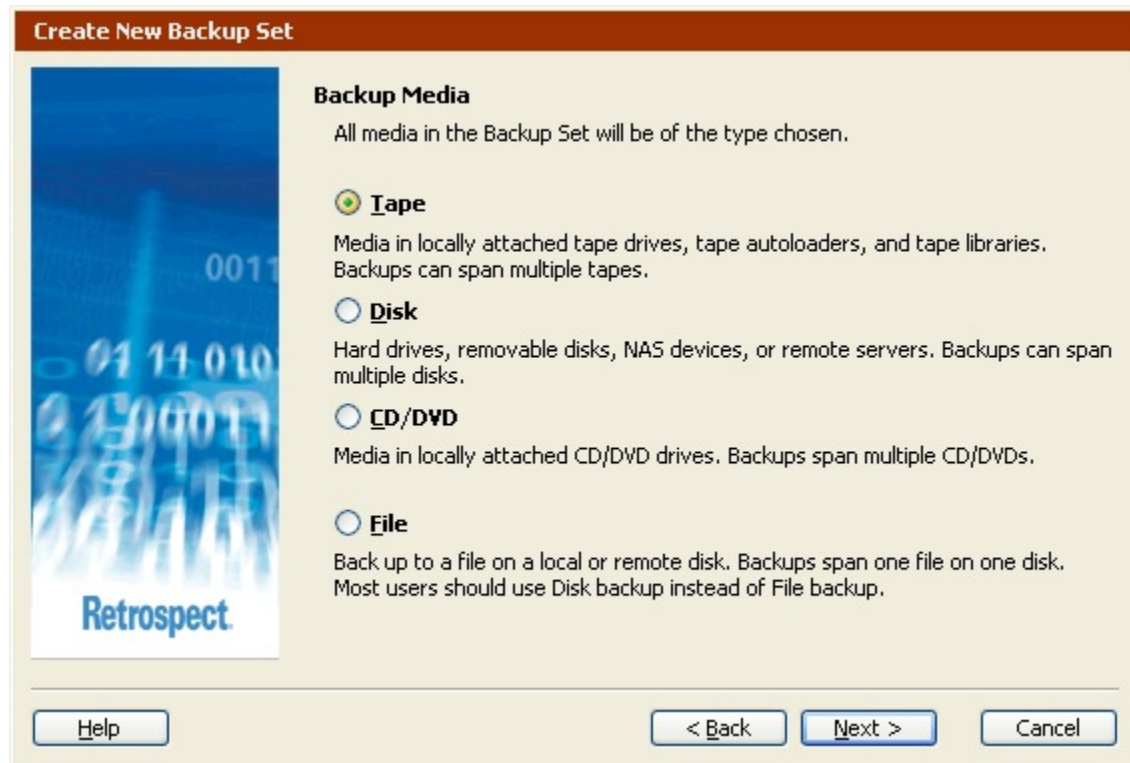 Create New Backup Set
Backup Media
All media in the Backup Set will be of the type chosen.
Tape
Media in locally attached tape drives, tape autoloaders, and tape libraries.
Backups can span multiple tapes.
0011
Disk
Hard drives, removable disks, NAS devices, or remote servers. Backups can span
multiple disks.
01 11 010
CD/DVD
00011
Media in locally attached CD/DVD drives. Backups span multiple CD/DVDs.
File
Back up to a file on a local or remote disk. Backups span one file on one disk.
Most users should use Disk backup instead of File backup.
Retrospect.
Help
< Back
Next >
Cancel